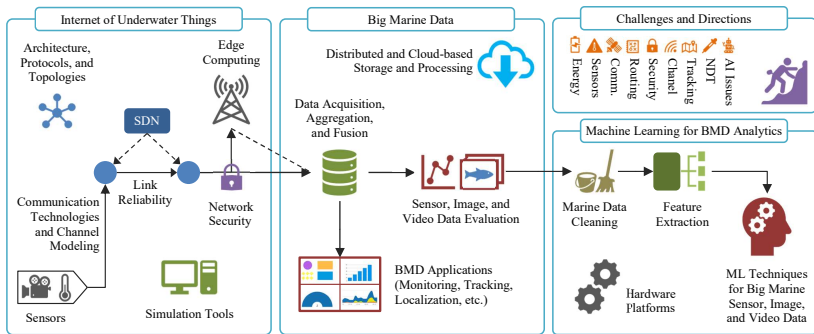 Internet of Underwater Things
Architecture,
Protocols, and
Topologies
Edge
Computing
SDN
Link
Reliability
Communication
Technologies
and Channel
Modeling
Network
Security
Sensors
Simulation Tools
Big Marine Data
Distributed and Cloud-based
Storage and Processing
Data Acquisition,
Aggregation,
and Fusion
Sensor, Image, and
Video Data Evaluation
BMD Applications
(Monitoring, Tracking,
Localization, etc.)
Challenges and Directions
Energy
Sensors
Comm.
Routing
Security
Chanel
Tracking
NDT
AI Issues
Machine Learning for BMD Analytics
Marine Data
Cleaning
Feature
Extraction
Hardware
Platforms
ML Techniques
for Big Marine
Sensor, Image,
and Video Data